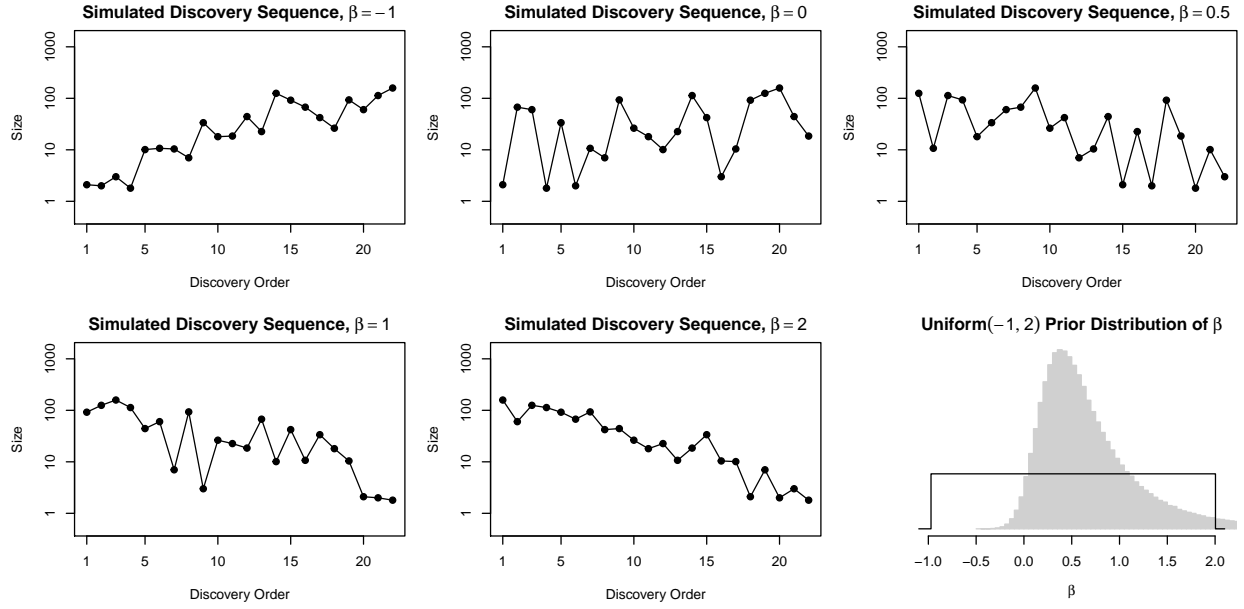 Simulated Discovery Sequence, β = −1
Size
1000
100
10
1
1 5 10 15 20
Discovery Order
Simulated Discovery Sequence, β = 0
Size
1000
100
10
1
1 5 10 15 20
Discovery Order
Simulated Discovery Sequence, β = 0.5
Size
1000
100
10
1
1 5 10 15 20
Discovery Order
Simulated Discovery Sequence, β = 1
Size
1000
100
10
1
1 5 10 15 20
Discovery Order
Simulated Discovery Sequence, β = 2
Size
1000
100
10
1
1 5 10 15 20
Discovery Order
Uniform(−1, 2) Prior Distribution of β
−1.0 0.0 0.5 1.0 1.5 2.0
β